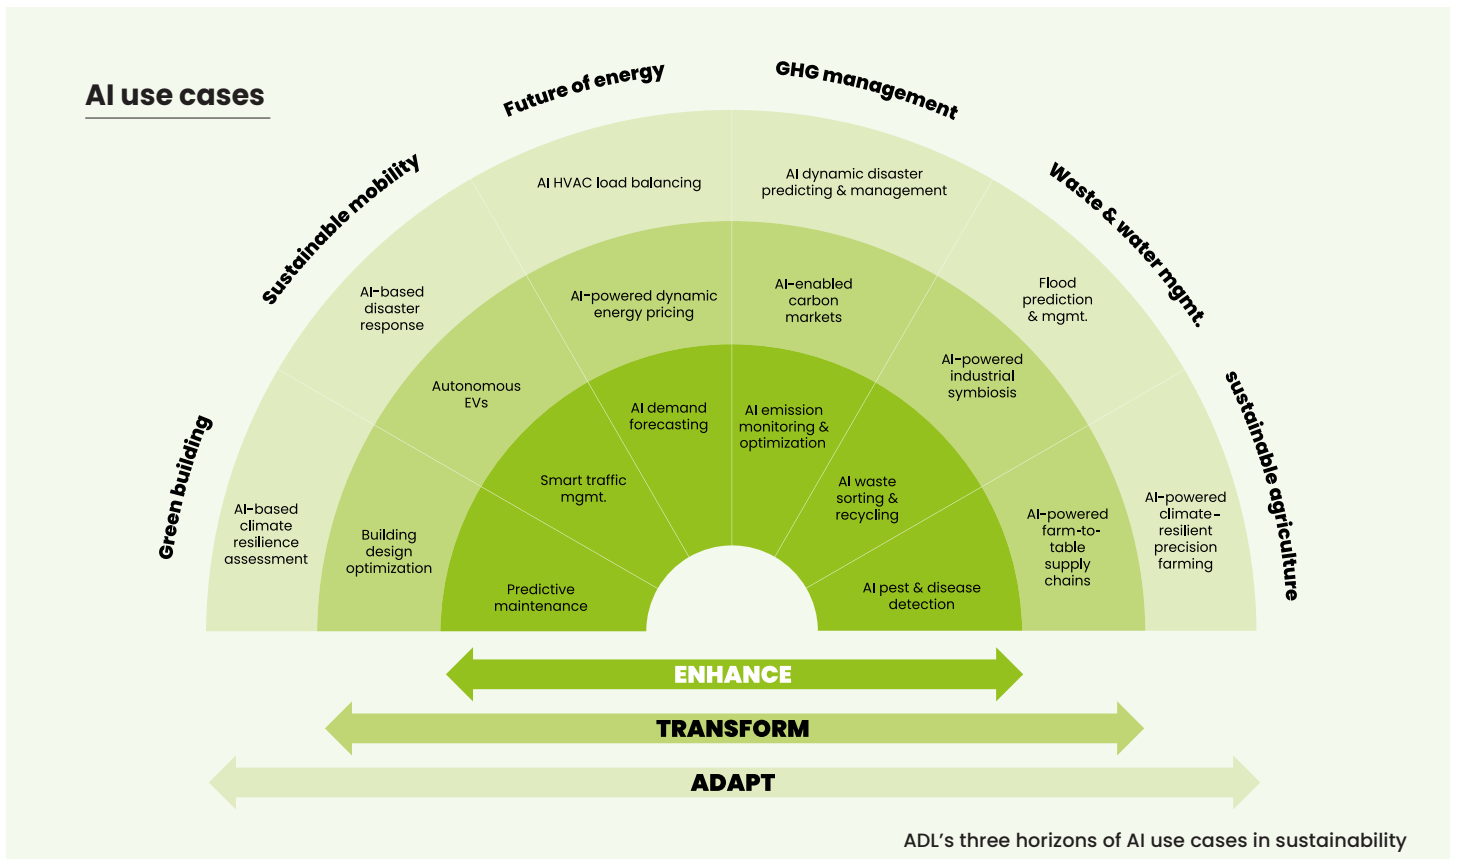 AI use cases
Green building
Sustainable mobility
Future of energy
GHG management
Waste & water mgmt.
sustainable agriculture
AI-based
climate
resilience
assessment
AI-based
disaster
response
AI HVAC load balancing
AI dynamic disaster
predicting & management
Flood
prediction
& mgmt.
AI-powered
climate-
resilient
precision
farming
Building
design
optimization
Autonomous
EVs
AI-powered dynamic
energy pricing
AI-enabled
carbon
markets
AI-powered
industrial
symbiosis
AI-powered
farm-to-
table
supply
chains
Predictive
maintenance
Smart traffic
mgmt.
AI demand
forecasting
AI emission
monitoring &
optimization
AI waste
sorting &
recycling
AI pest & disease
detection
ENHANCE
TRANSFORM
ADAPT
ADL’s three horizons of AI use cases in sustainability